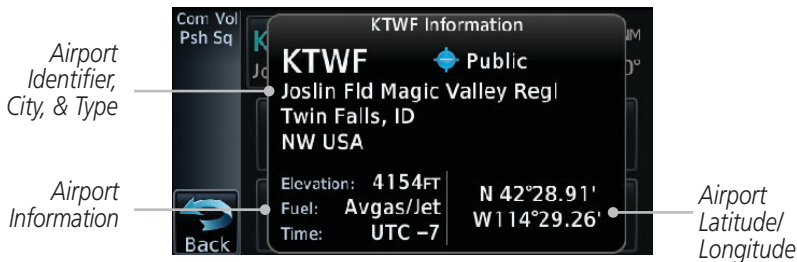 Com Vol
Psh Sq
KTWF Information
NM
KTWF
Public
Joslin Fld Magic Valley Regl
Twin Falls, ID
NW USA
Elevation: 4154FT
Fuel: Avgas/Jet
Time: UTC –7
N 42°28.91'
W114°29.26'
Back
Airport
Identifier,
City, & Type
Airport
Information
Airport
Latitude/
Longitude